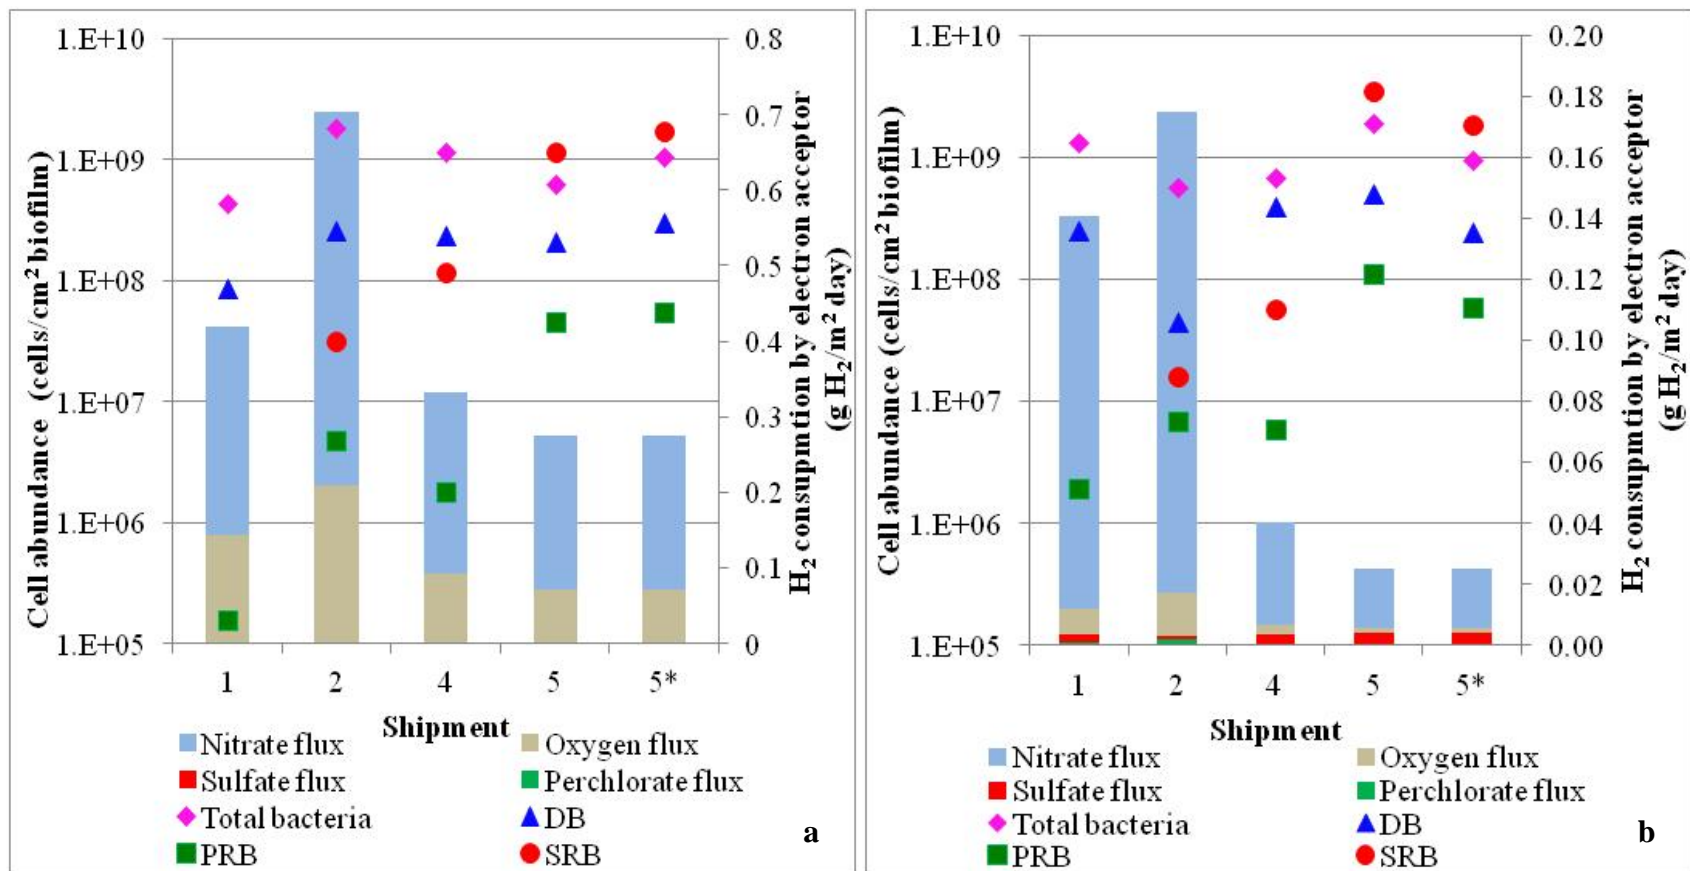 1.E+10
1.E+09
1.E+08
1.E+07
1.E+06
1.E+05
Cell abundance (cells/cm2 biofilm)
0.8
0.7
0.6
0.5
0.4
0.3
0.2
0.1
0
H2 consupmtion by electron acceptor
(g H2/m2 day)
1 2 4 5 5*
Shipment
Nitrate flux Oxygen flux
Sulfate flux Perchlorate flux
Total bacteria DB
PRB SRB
a
1.E+10
1.E+09
1.E+08
1.E+07
1.E+06
1.E+05
Cell abundance (cells/cm2 biofilm)
0.20
0.18
0.16
0.14
0.12
0.10
0.08
0.06
0.04
0.02
0.00
H2 consupmtion by electron acceptor
(g H2/m2 day)
1 2 4 5 5*
Shipment
Nitrate flux Oxygen flux
Sulfate flux Perchlorate flux
Total bacteria DB
PRB SRB
b